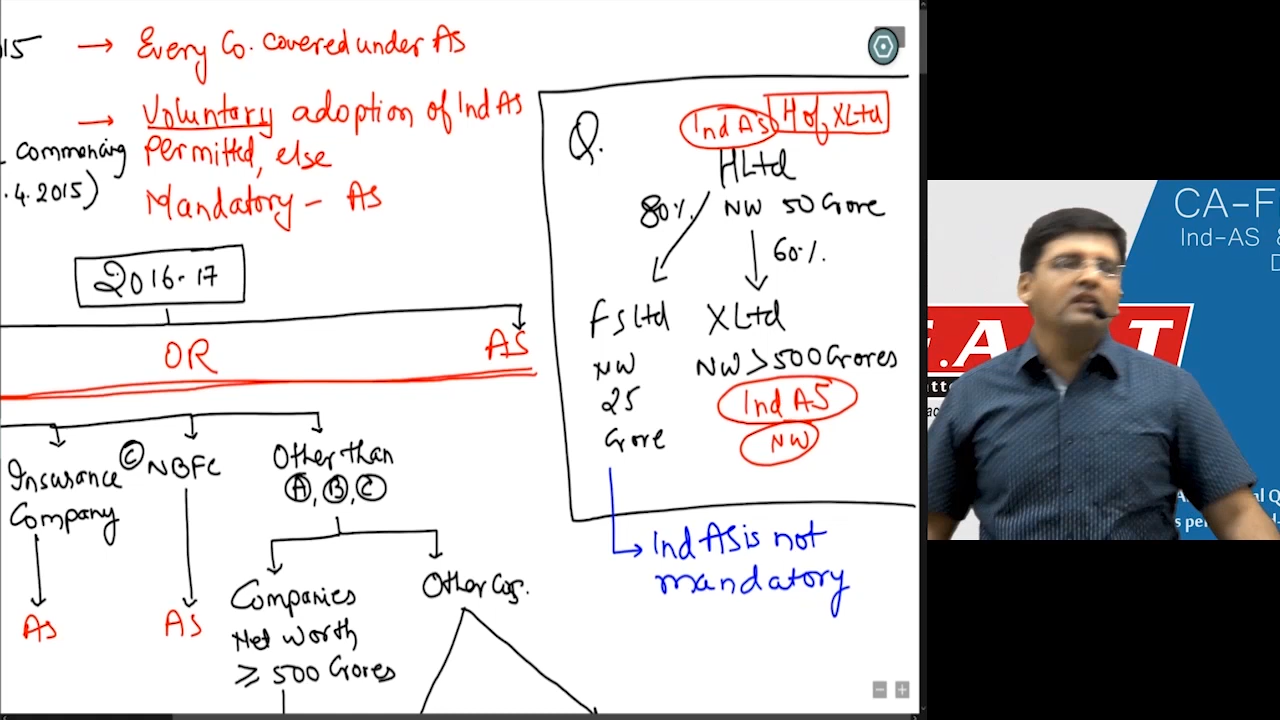 15 → Every Co. covered under AS
→ Voluntary adoption of Ind AS
commencing Permitted, else
.4.2015) Mandatory - AS
2016-17
OR
AS
Insurance
Company
AS
Ⓒ NBFC
AS
Other than
Ⓐ, Ⓑ, Ⓒ
Companies
Net worth
≥ 500 Crores
Other Cos.
Q.
Ind AS H of X Ltd
H Ltd
80%. NW 50 Crore
60%.
FS Ltd X Ltd
NW NW > 500 Crores
25 Ind AS
Crore NW
Ind AS is not
mandatory
CA-F
Ind-AS &
D
.A
T